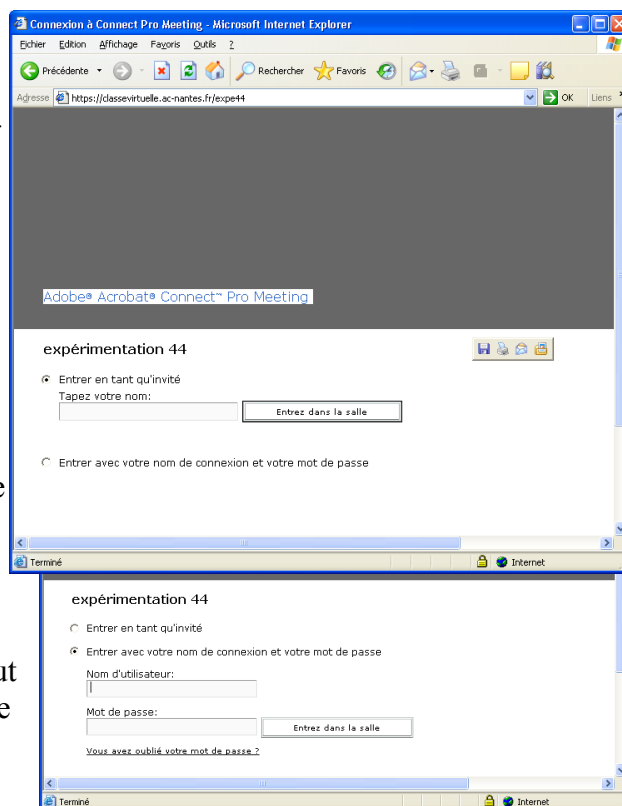 Connexion à Connect Pro Meeting - Microsoft Internet Explorer
Fichier Edition Affichage Favoris Outils ?
Précédente Rechercher Favoris
Adresse https://classevirtuelle.ac-nantes.fr/expe44 OK Liens »
Adobe® Acrobat® Connect™ Pro Meeting
expérimentation 44
Entrer en tant qu'invité
Tapez votre nom:
Entrez dans la salle
Entrer avec votre nom de connexion et votre mot de passe
e
Terminé Internet
expérimentation 44
Entrer en tant qu'invité
Entrer avec votre nom de connexion et votre mot de passe
ut
Nom d'utilisateur:
e
Mot de passe:
Entrez dans la salle
Vous avez oublié votre mot de passe ?
Terminé Internet